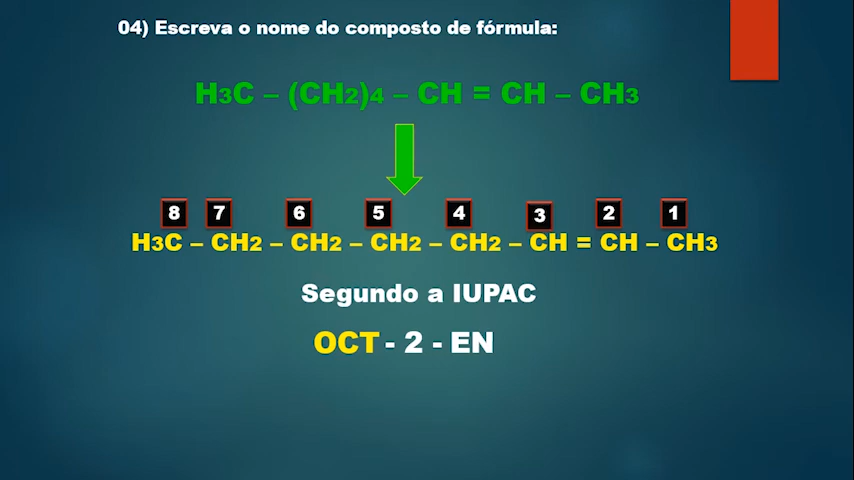 04) Escreva o nome do composto de fórmula:
H3C – (CH2)4 – CH = CH – CH3
8 7 6 5 4 3 2 1
H3C – CH2 – CH2 – CH2 – CH2 – CH = CH – CH3
Segundo a IUPAC
OCT - 2 - EN